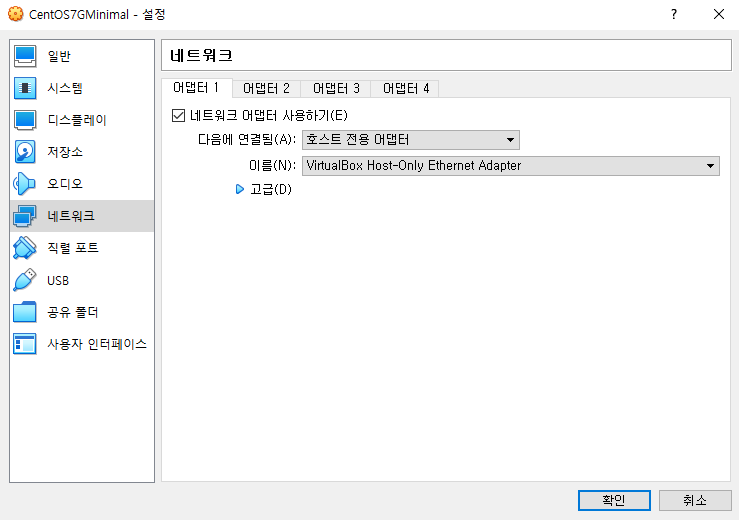 CentOS7GMinimal - 설정
?
일반
시스템
디스플레이
저장소
오디오
네트워크
직렬 포트
USB
공유 폴더
사용자 인터페이스
네트워크
어댑터 1 어댑터 2 어댑터 3 어댑터 4
네트워크 어댑터 사용하기(E)
다음에 연결됨(A): 호스트 전용 어댑터
이름(N): VirtualBox Host-Only Ethernet Adapter
고급(D)
확인 취소